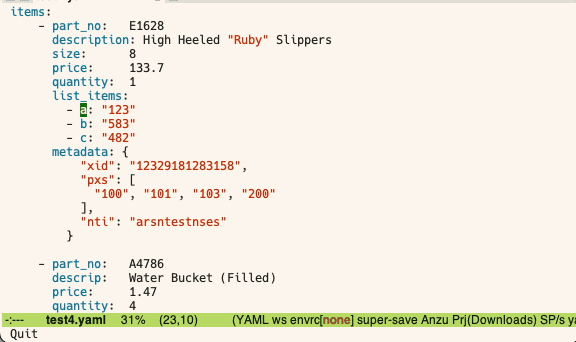 items:
    - part_no:   E1628
      description: High Heeled "Ruby" Slippers
      size:      8
      price:     133.7
      quantity:  1
      list_items:
        - a: "123"
        - b: "583"
        - c: "482"
      metadata: {
          "xid": "12329181283158",
          "pxs": [
            "100", "101", "103", "200"
          ],
          "nti": "arsntestnses"
        }
    - part_no:   A4786
      descrip:   Water Bucket (Filled)
      price:     1.47
      quantity:  4
-:---   test4.yaml   31%   (23,10)   (YAML ws envrc[none] super-save Anzu Prj(Downloads) SP/s ya
Quit